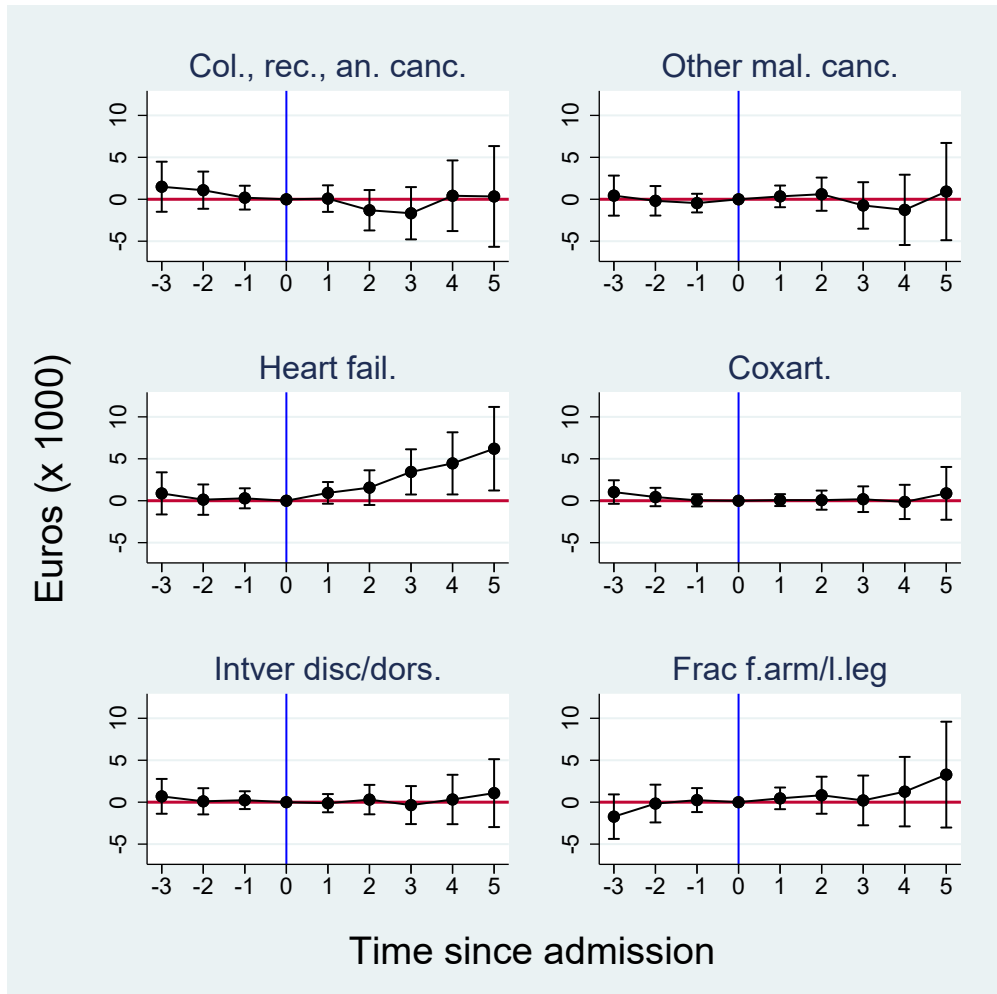 Col., rec., an. canc.
Other mal. canc.
10
5
0
-5
-3 -2 -1 0 1 2 3 4 5
10
5
0
-5
-3 -2 -1 0 1 2 3 4 5
Heart fail.
Coxart.
10
5
0
-5
-3 -2 -1 0 1 2 3 4 5
10
5
0
-5
-3 -2 -1 0 1 2 3 4 5
Intver disc/dors.
Frac f.arm/l.leg
10
5
0
-5
-3 -2 -1 0 1 2 3 4 5
10
5
0
-5
-3 -2 -1 0 1 2 3 4 5
Euros (x 1000)
Time since admission